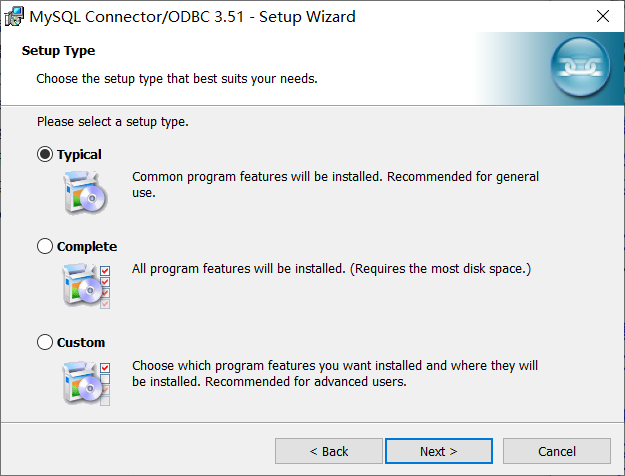 MySQL Connector/ODBC 3.51 - Setup Wizard
Setup Type
Choose the setup type that best suits your needs.
Please select a setup type.
Typical
Common program features will be installed. Recommended for general
use.
Complete
All program features will be installed. (Requires the most disk space.)
Custom
Choose which program features you want installed and where they will
be installed. Recommended for advanced users.
< Back
Next >
Cancel